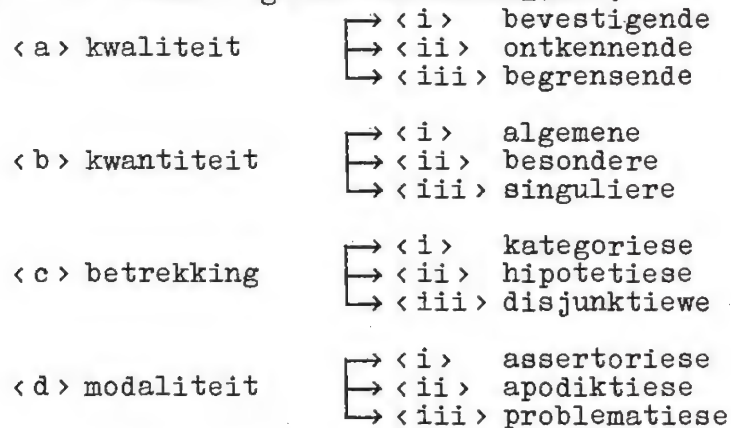 → ‹ i › bevestigende
‹ a › kwaliteit → ‹ ii › ontkennende
→ ‹ iii › begrensende
→ ‹ i › algemene
‹ b › kwantiteit → ‹ ii › besondere
→ ‹ iii › singuliere
→ ‹ i › kategoriese
‹ c › betrekking → ‹ ii › hipotetiese
→ ‹ iii › disjunktiewe
→ ‹ i › assertoriese
‹ d › modaliteit → ‹ ii › apodiktiese
→ ‹ iii › problematiese